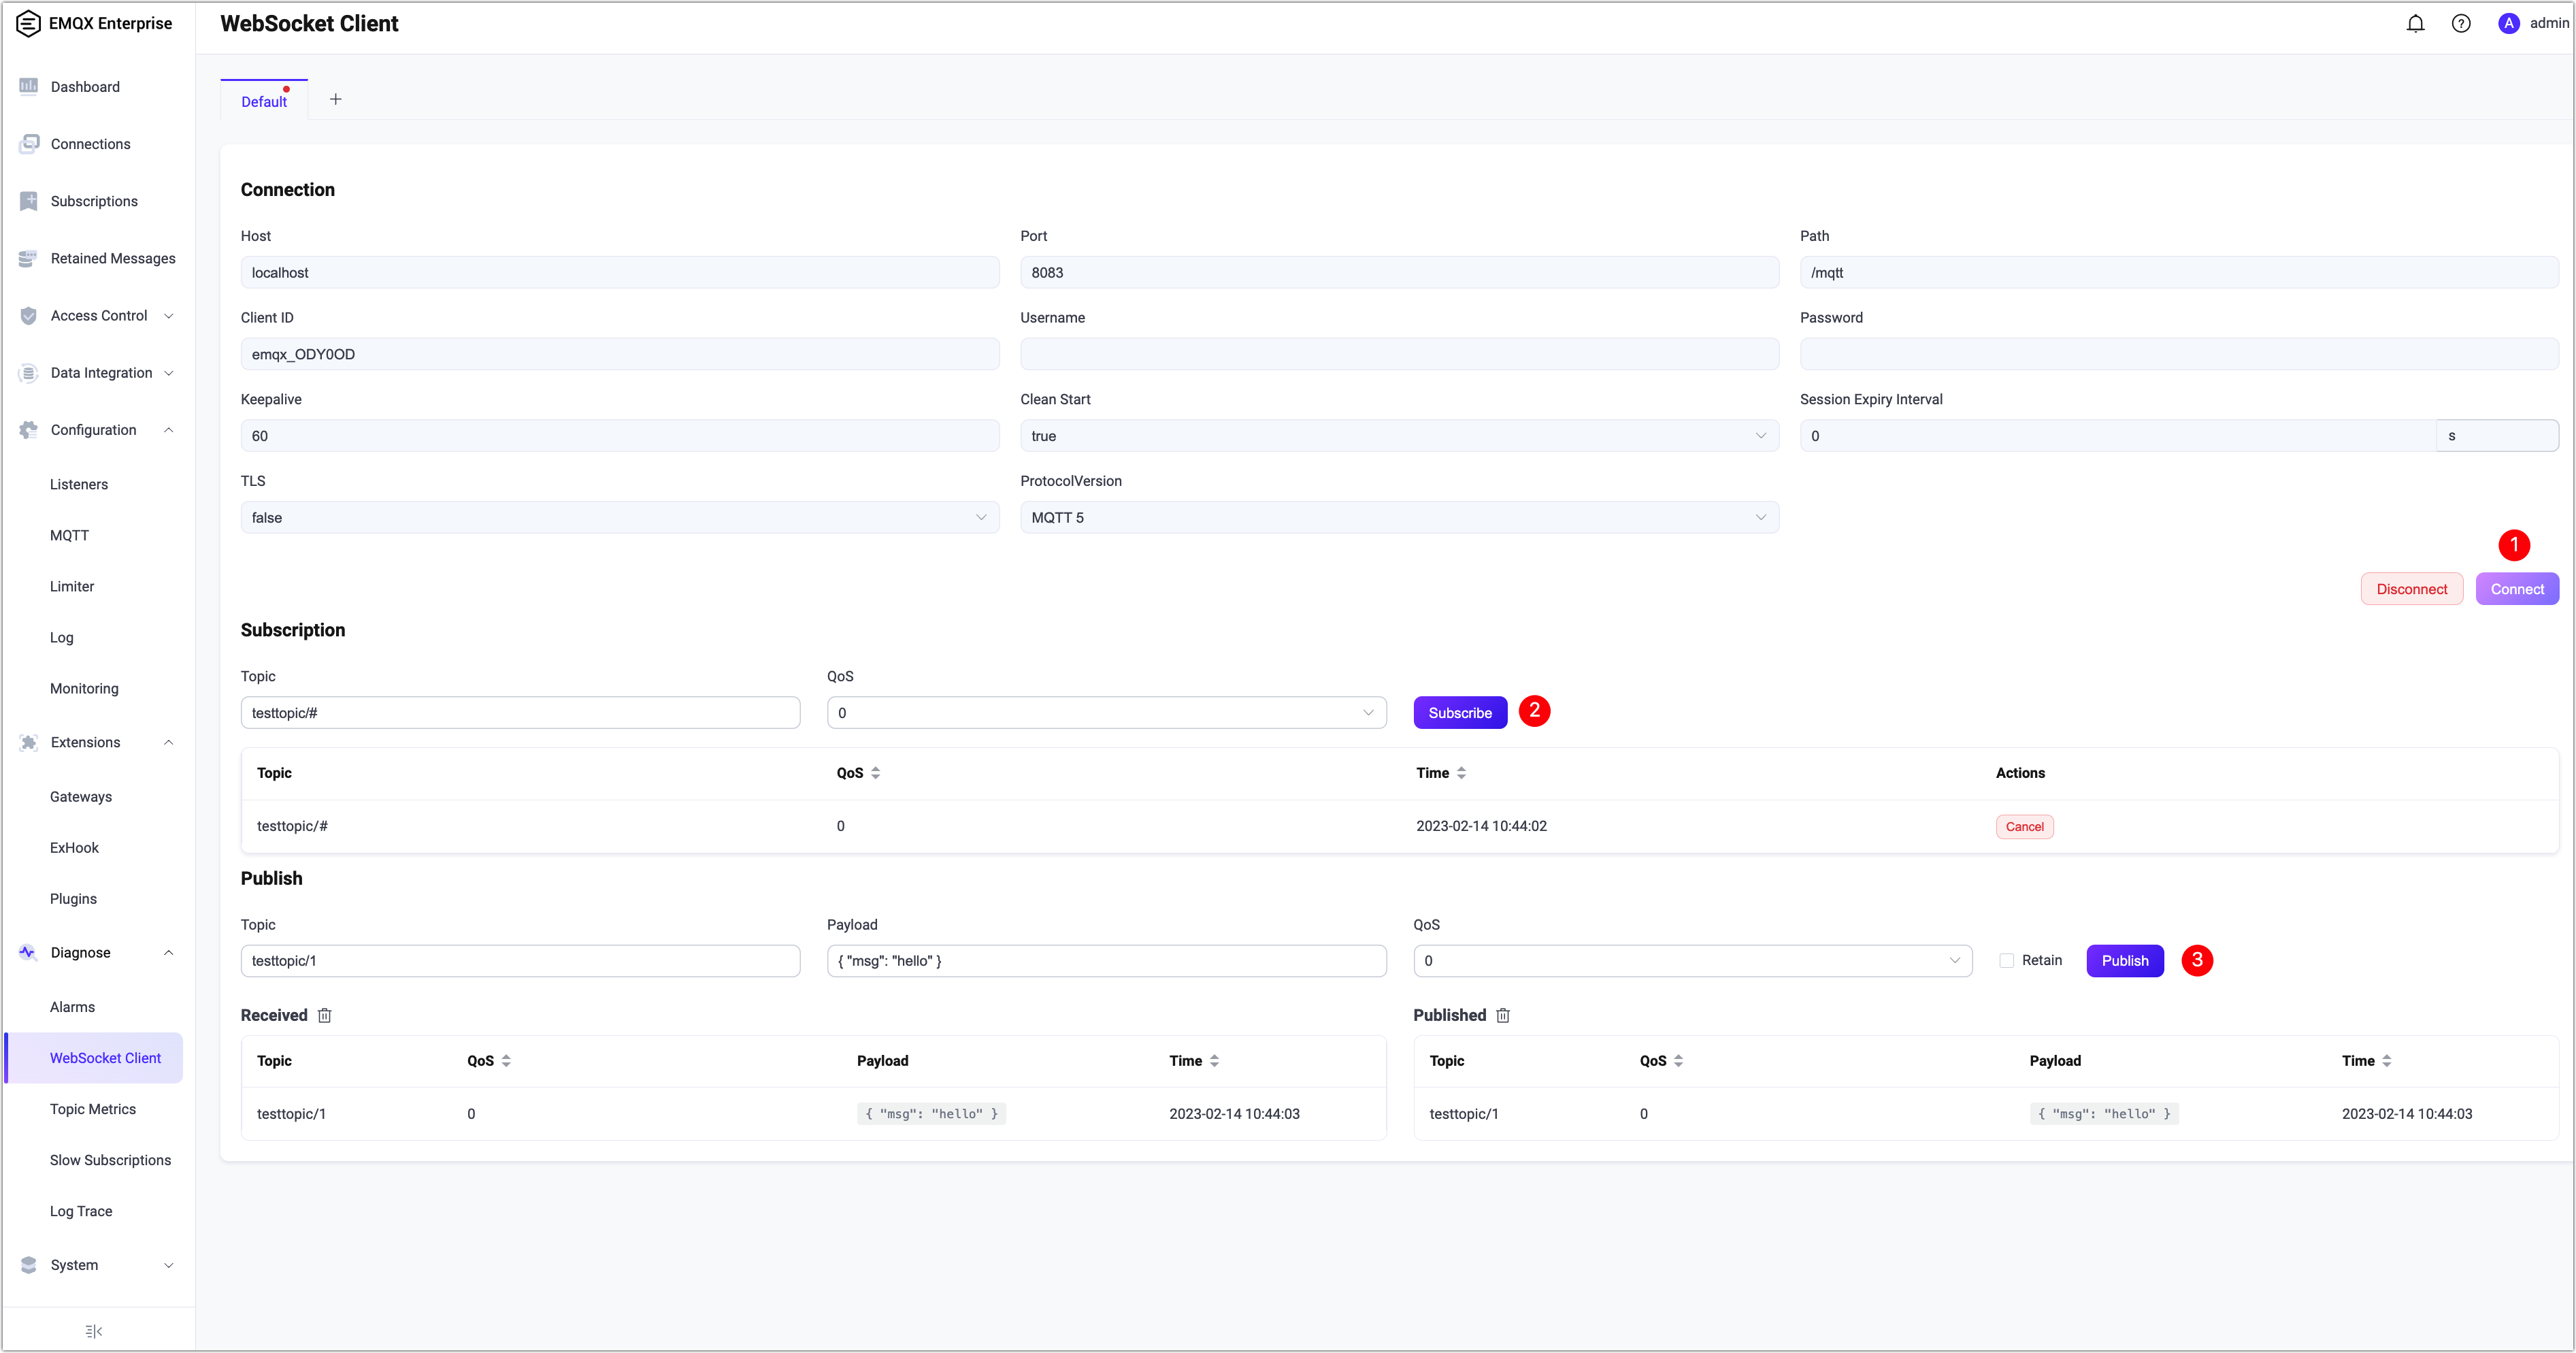 EMQX Enterprise
WebSocket Client
A admin
Dashboard
Connections
Subscriptions
Retained Messages
Access Control
Data Integration
Configuration
Listeners
MQTT
Limiter
Log
Monitoring
Extensions
Gateways
ExHook
Plugins
Diagnose
Alarms
WebSocket Client
Topic Metrics
Slow Subscriptions
Log Trace
System
Default +
Connection
Host Port Path
localhost 8083 /mqtt
Client ID Username Password
emqx_ODY0OD
Keepalive Clean Start Session Expiry Interval
60 true 0 s
TLS ProtocolVersion
false MQTT 5
1
Disconnect Connect
Subscription
Topic QoS
testtopic/# 0 Subscribe 2
Topic QoS Time Actions
testtopic/# 0 2023-02-14 10:44:02 Cancel
Publish
Topic Payload QoS
testtopic/1 { "msg": "hello" } 0 Retain Publish 3
Received Published
Topic QoS Payload Time Topic QoS Payload Time
testtopic/1 0 { "msg": "hello" } 2023-02-14 10:44:03 testtopic/1 0 { "msg": "hello" } 2023-02-14 10:44:03